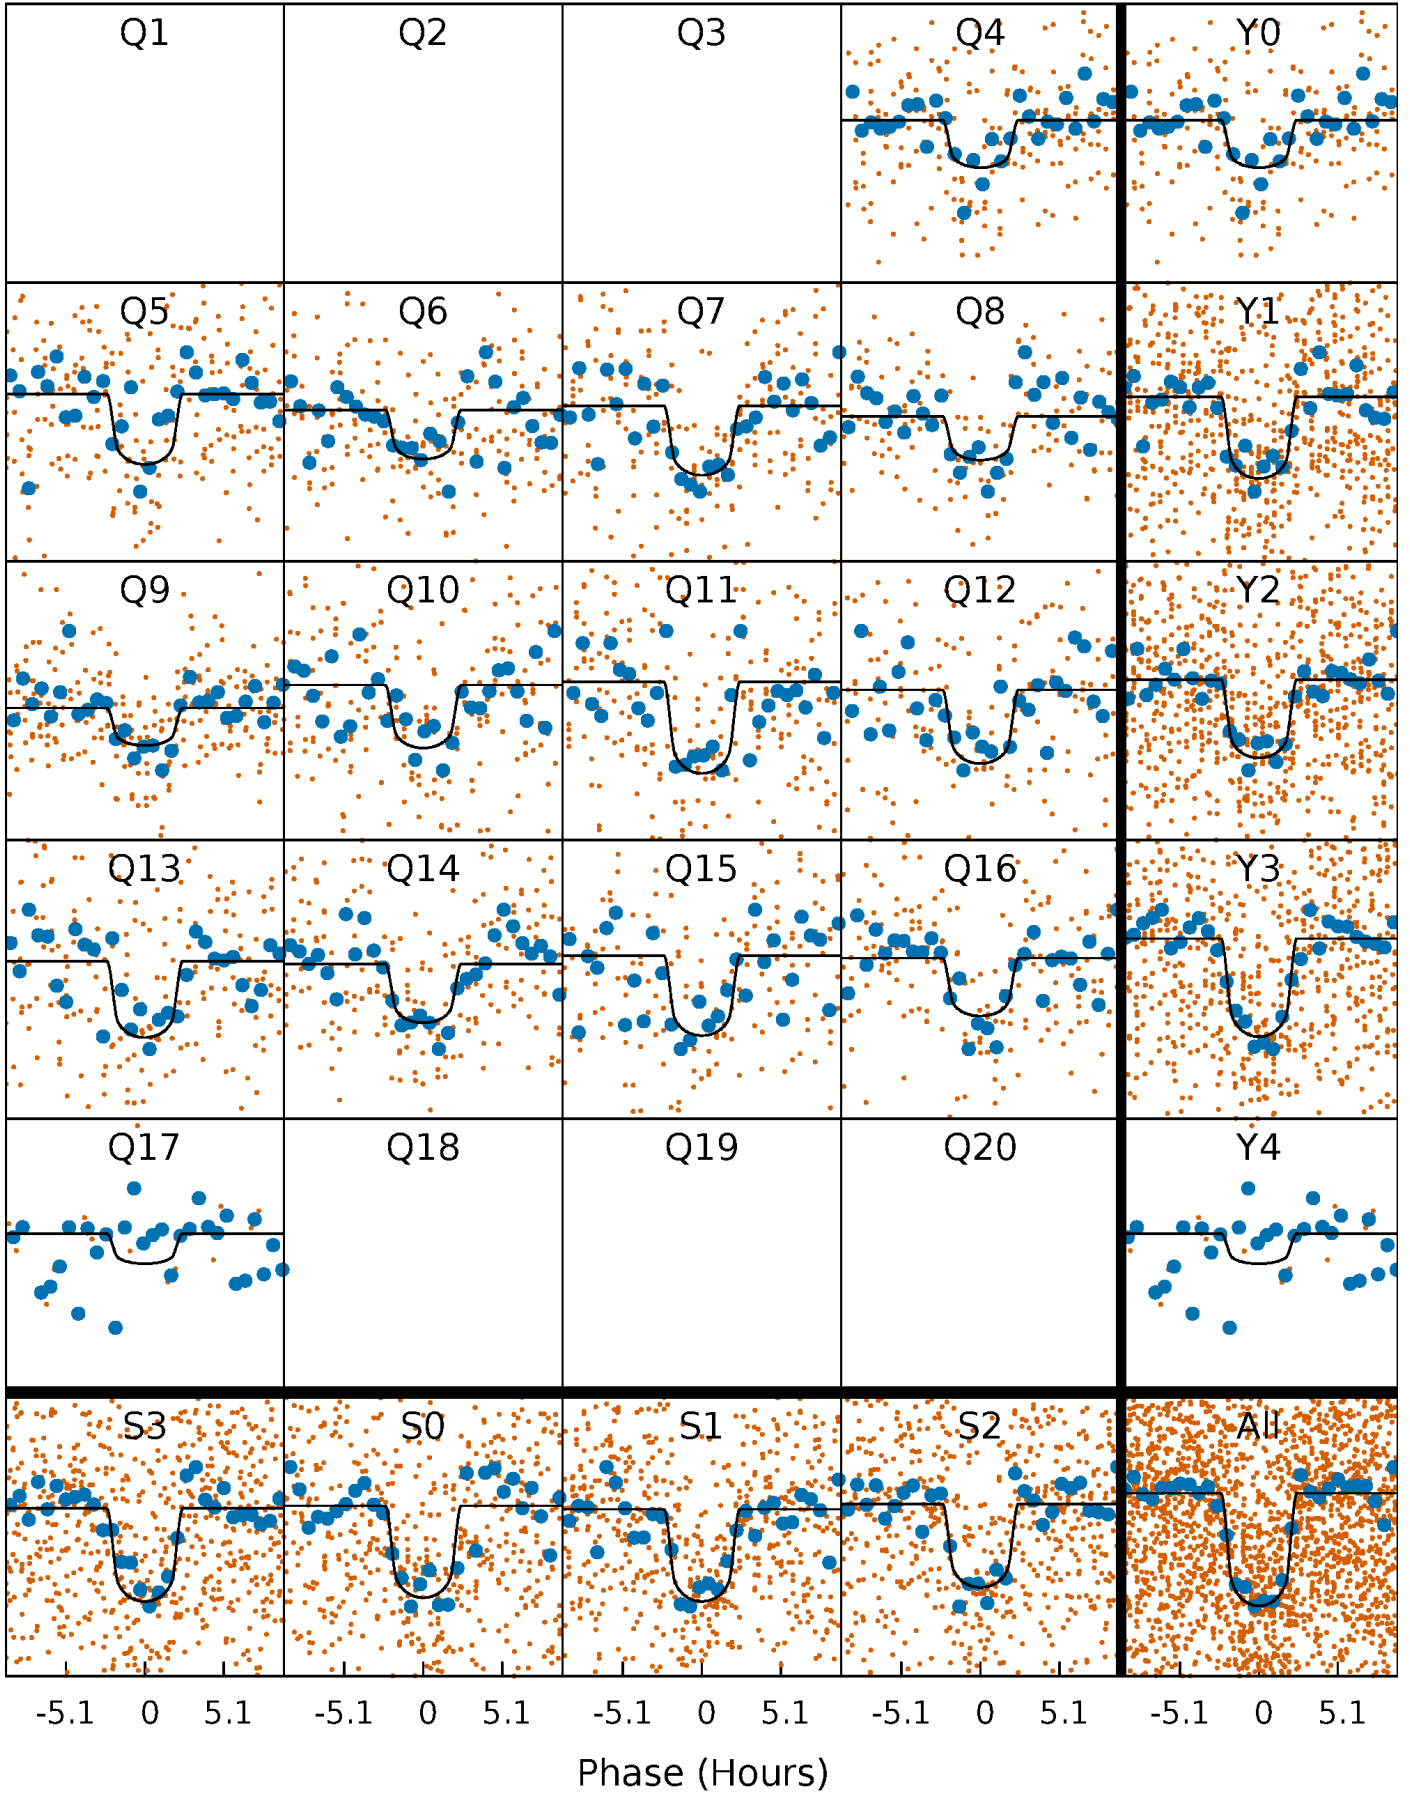 Q1 Q2 Q3 Q4 Y0
Q5 Q6 Q7 Q8 Y1
Q9 Q10 Q11 Q12 Y2
Q13 Q14 Q15 Q16 Y3
Q17 Q18 Q19 Q20 Y4
S3 S0 S1 S2 All
-5.1 0 5.1 -5.1 0 5.1 -5.1 0 5.1 -5.1 0 5.1 -5.1 0 5.1
Phase (Hours)